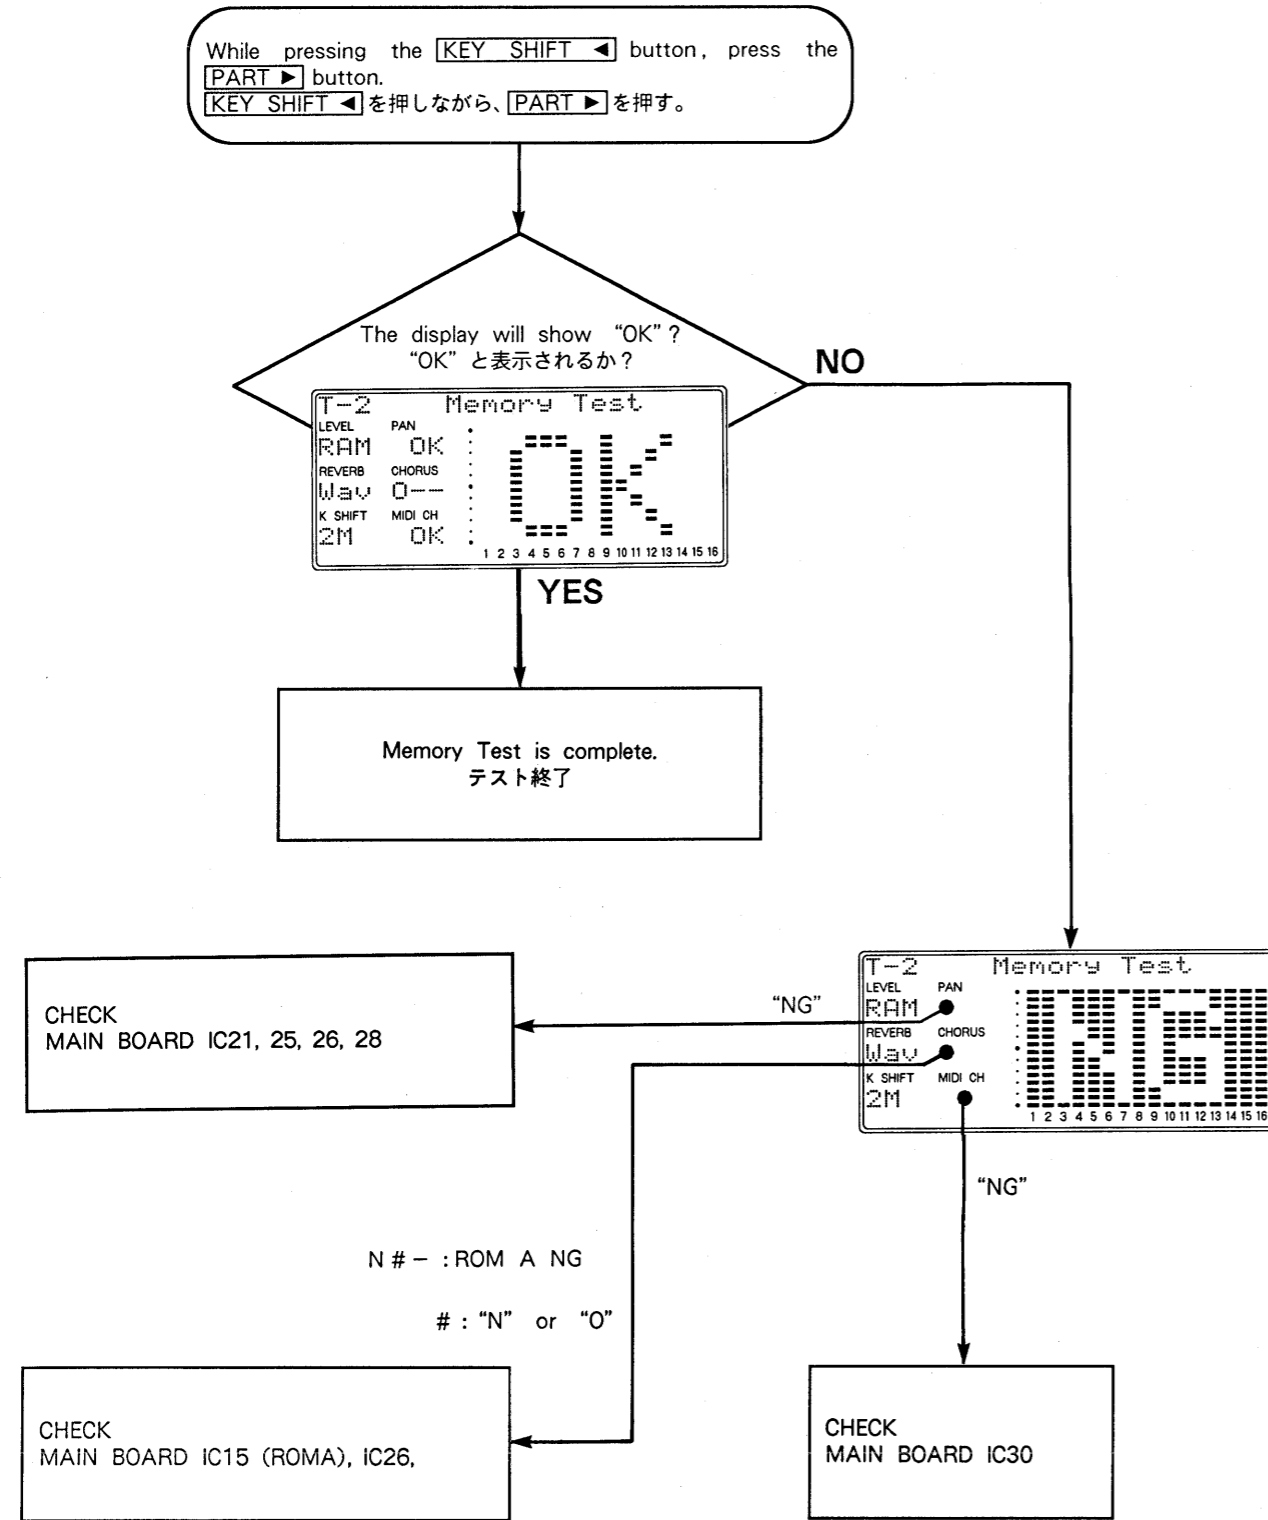 While pressing the KEY SHIFT ◀ button, press the
PART ▶ button.
KEY SHIFT ◀ を押しながら、PART ▶ を押す。
The display will show “OK”?
“OK” と表示されるか?
NO
T-2 Memory Test
LEVEL PAN
RAM OK
REVERB CHORUS
Wav O--
K SHIFT MIDI CH
2M OK
OK
1 2 3 4 5 6 7 8 9 10 11 12 13 14 15 16
YES
Memory Test is complete.
テスト終了
T-2 Memory Test
LEVEL PAN
RAM
REVERB CHORUS
Wav
K SHIFT MIDI CH
2M
NG
1 2 3 4 5 6 7 8 9 10 11 12 13 14 15 16
“NG”
CHECK
MAIN BOARD IC21, 25, 26, 28
“NG”
N # − : ROM A NG
# : “N” or “O”
CHECK
MAIN BOARD IC15 (ROMA), IC26,
CHECK
MAIN BOARD IC30